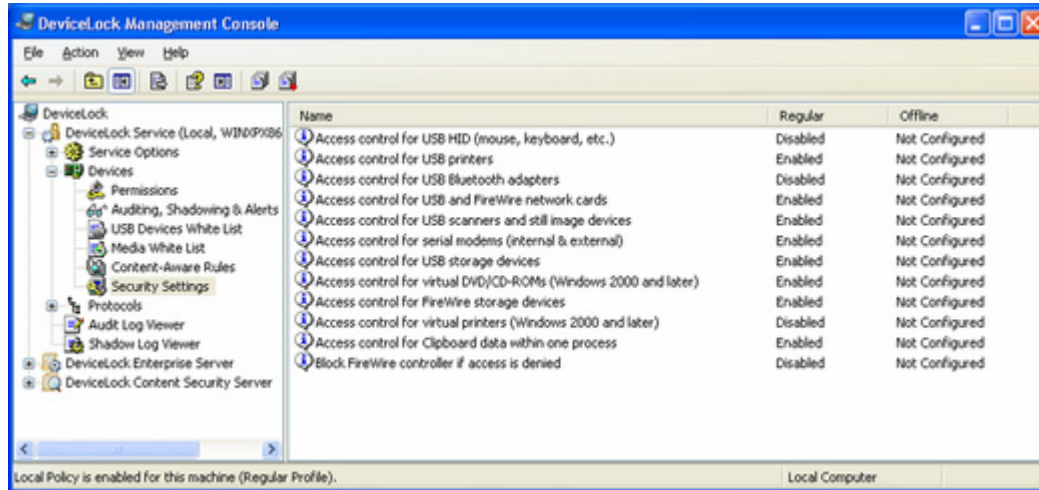 DeviceLock Management Console
File Action View Help
DeviceLock
DeviceLock Service (Local, WINXPX86
Service Options
Devices
Permissions
Auditing, Shadowing & Alerts
USB Devices White List
Media White List
Content-Aware Rules
Security Settings
Protocols
Audit Log Viewer
Shadow Log Viewer
DeviceLock Enterprise Server
DeviceLock Content Security Server
Name Regular Offline
Access control for USB HID (mouse, keyboard, etc.) Disabled Not Configured
Access control for USB printers Enabled Not Configured
Access control for USB Bluetooth adapters Disabled Not Configured
Access control for USB and FireWire network cards Enabled Not Configured
Access control for USB scanners and still image devices Enabled Not Configured
Access control for serial modems (internal & external) Enabled Not Configured
Access control for USB storage devices Enabled Not Configured
Access control for virtual DVD/CD-ROMs (Windows 2000 and later) Enabled Not Configured
Access control for FireWire storage devices Enabled Not Configured
Access control for virtual printers (Windows 2000 and later) Disabled Not Configured
Access control for Clipboard data within one process Enabled Not Configured
Block FireWire controller if access is denied Disabled Not Configured
Local Policy is enabled for this machine (Regular Profile). Local Computer